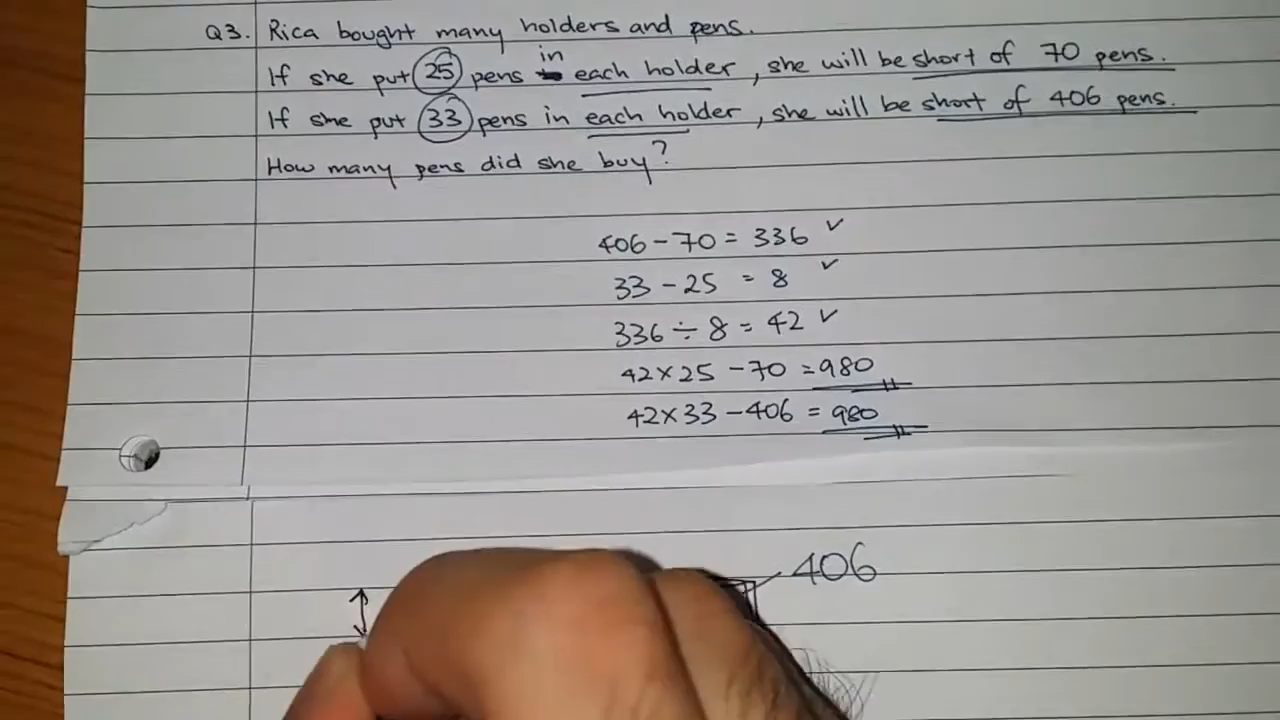 Q3. Rica bought many holders and pens.
If she put 25 pens in each holder, she will be short of 70 pens.
If she put 33 pens in each holder, she will be short of 406 pens.
How many pens did she buy?
406 - 70 = 336 ✓
33 - 25 = 8 ✓
336 ÷ 8 = 42 ✓
42 × 25 - 70 = 980
42 × 33 - 406 = 980
406